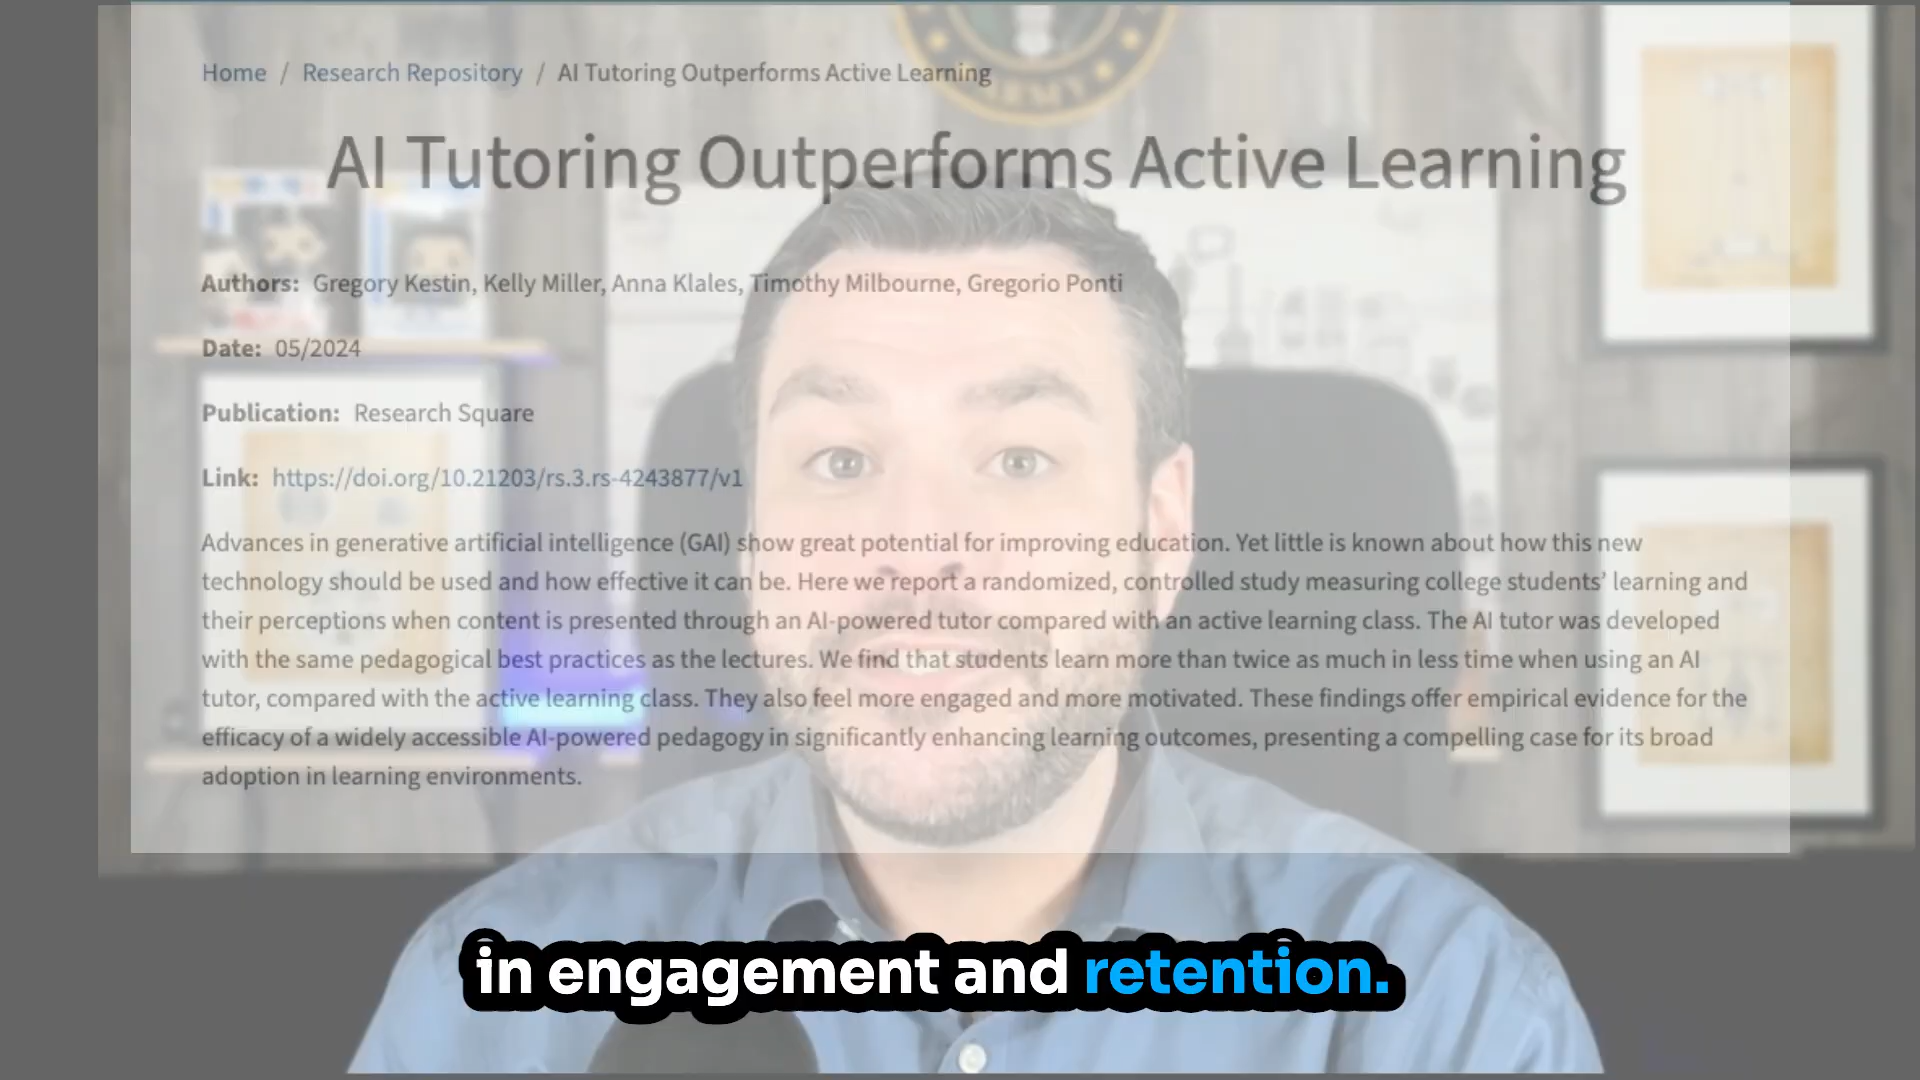 Home / Research Repository / AI Tutoring Outperforms Active Learning
ARMY
AI Tutoring Outperforms Active Learning
Authors: Gregory Kestin, Kelly Miller, Anna Klales, Timothy Milbourne, Gregorio Ponti
Date: 05/2024
Publication: Research Square
Link: https://doi.org/10.21203/rs.3.rs-4243877/v1
Advances in generative artificial intelligence (GAI) show great potential for improving education. Yet little is known about how this new
technology should be used and how effective it can be. Here we report a randomized, controlled study measuring college students’ learning and
their perceptions when content is presented through an AI-powered tutor compared with an active learning class. The AI tutor was developed
with the same pedagogical best practices as the lectures. We find that students learn more than twice as much in less time when using an AI
tutor, compared with the active learning class. They also feel more engaged and more motivated. These findings offer empirical evidence for the
efficacy of a widely accessible AI-powered pedagogy in significantly enhancing learning outcomes, presenting a compelling case for its broad
adoption in learning environments.
in engagement and retention.